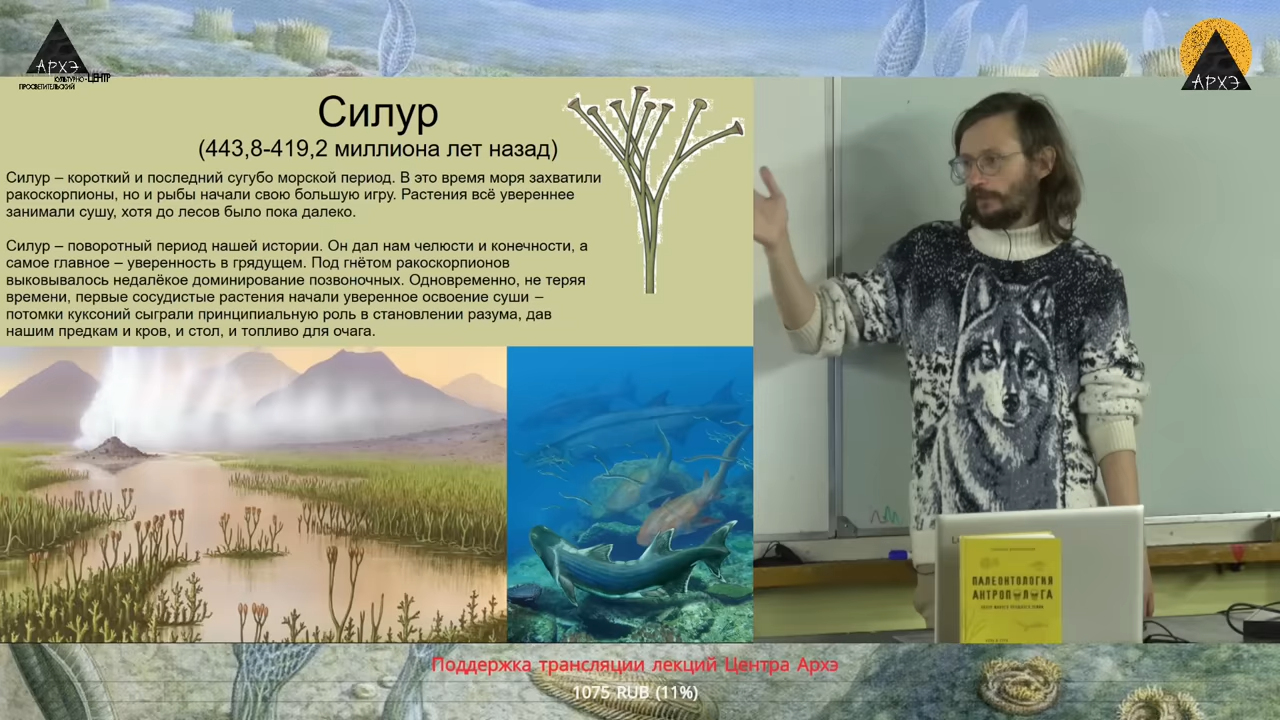 АРХЭ
КУЛЬТУРНО-ЦЕНТР
ПРОСВЕТИТЕЛЬСКИЙ
АРХЭ
Силур
(443,8-419,2 миллиона лет назад)
Силур – короткий и последний сугубо морской период. В это время моря захватили
ракоскорпионы, но и рыбы начали свою большую игру. Растения всё увереннее
занимали сушу, хотя до лесов было пока далеко.
Силур – поворотный период нашей истории. Он дал нам челюсти и конечности, а
самое главное – уверенность в грядущем. Под гнётом ракоскорпионов
выковывалось недалёкое доминирование позвоночных. Одновременно, не теряя
времени, первые сосудистые растения начали уверенное освоение суши –
потомки куксоний сыграли принципиальную роль в становлении разума, дав
нашим предкам и кров, и стол, и топливо для очага.
ПАЛЕОНТОЛОГИЯ
АНТРОПОЛОГА
Поддержка трансляции лекций Центра Архэ
1075 RUB (11%)